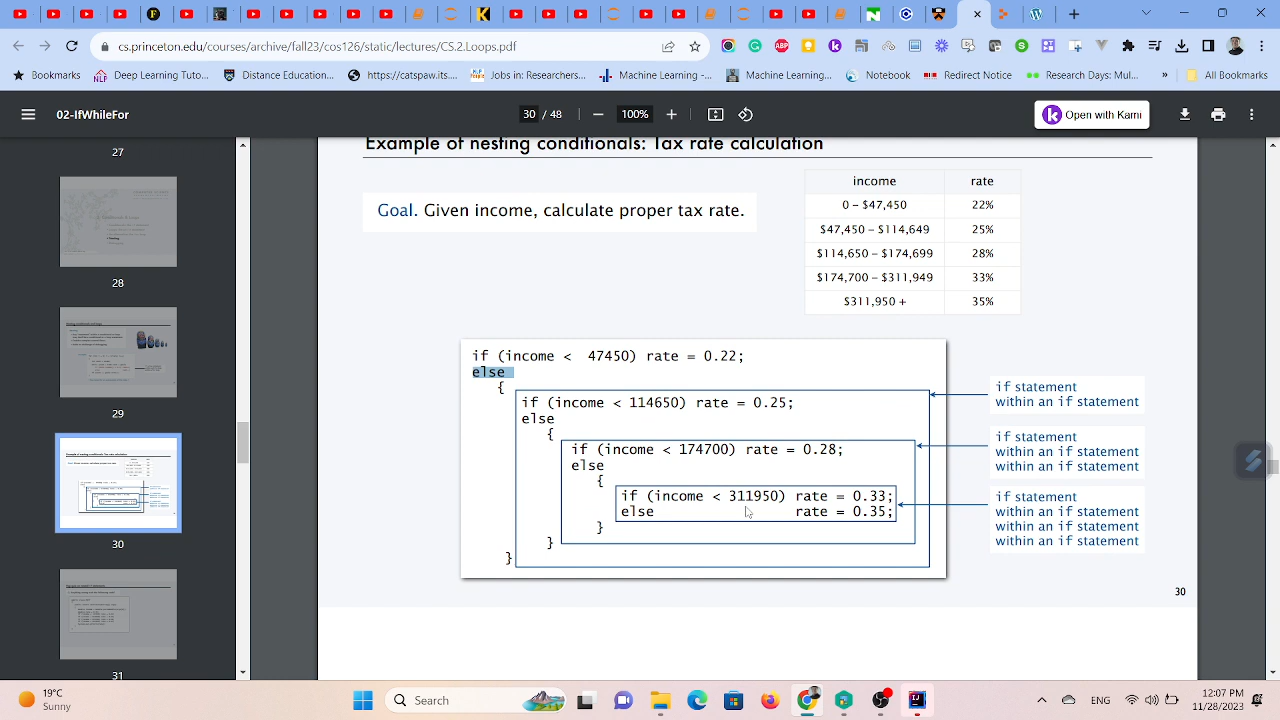 cs.princeton.edu/courses/archive/fall23/cos126/static/lectures/CS.2.Loops.pdf
Bookmarks
Deep Learning Tuto...
Distance Education...
https://catspaw.its....
Jobs in: Researchers...
Machine Learning -...
Machine Learning...
Notebook
Redirect Notice
Research Days: Mul...
»
All Bookmarks
02-IfWhileFor
30 / 48
100%
Open with Kami
27
28
29
30
31
Example of nesting conditionals: Tax rate calculation
Goal. Given income, calculate proper tax rate.
income rate
0 – $47,450 22%
$47,450 – $114,649 25%
$114,650 – $174,699 28%
$174,700 – $311,949 33%
$311,950 + 35%
if (income < 47450) rate = 0.22;
else
{
if (income < 114650) rate = 0.25;
else
{
if (income < 174700) rate = 0.28;
else
{
if (income < 311950) rate = 0.33;
else rate = 0.35;
}
}
}
if statement
within an if statement
if statement
within an if statement
within an if statement
if statement
within an if statement
within an if statement
within an if statement
30
19°C
Sunny
Search
ENG
12:07 PM
11/28/2023